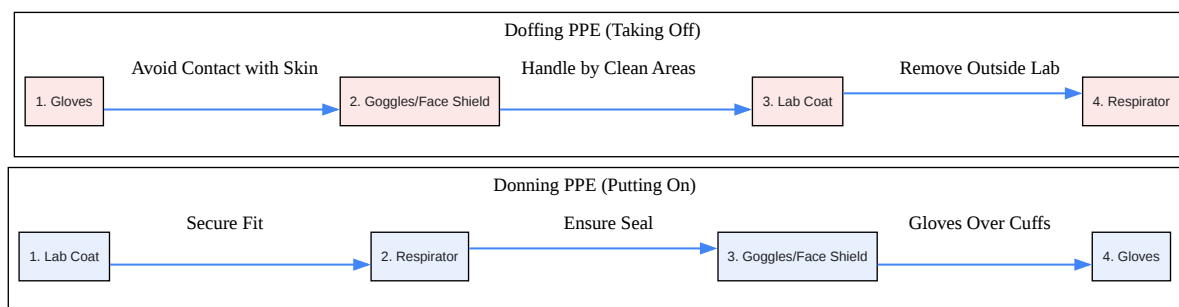 Doffing PPE (Taking Off)
Avoid Contact with Skin
Handle by Clean Areas
Remove Outside Lab
1. Gloves
2. Goggles/Face Shield
3. Lab Coat
4. Respirator
Donning PPE (Putting On)
Secure Fit
Ensure Seal
Gloves Over Cuffs
1. Lab Coat
2. Respirator
3. Goggles/Face Shield
4. Gloves